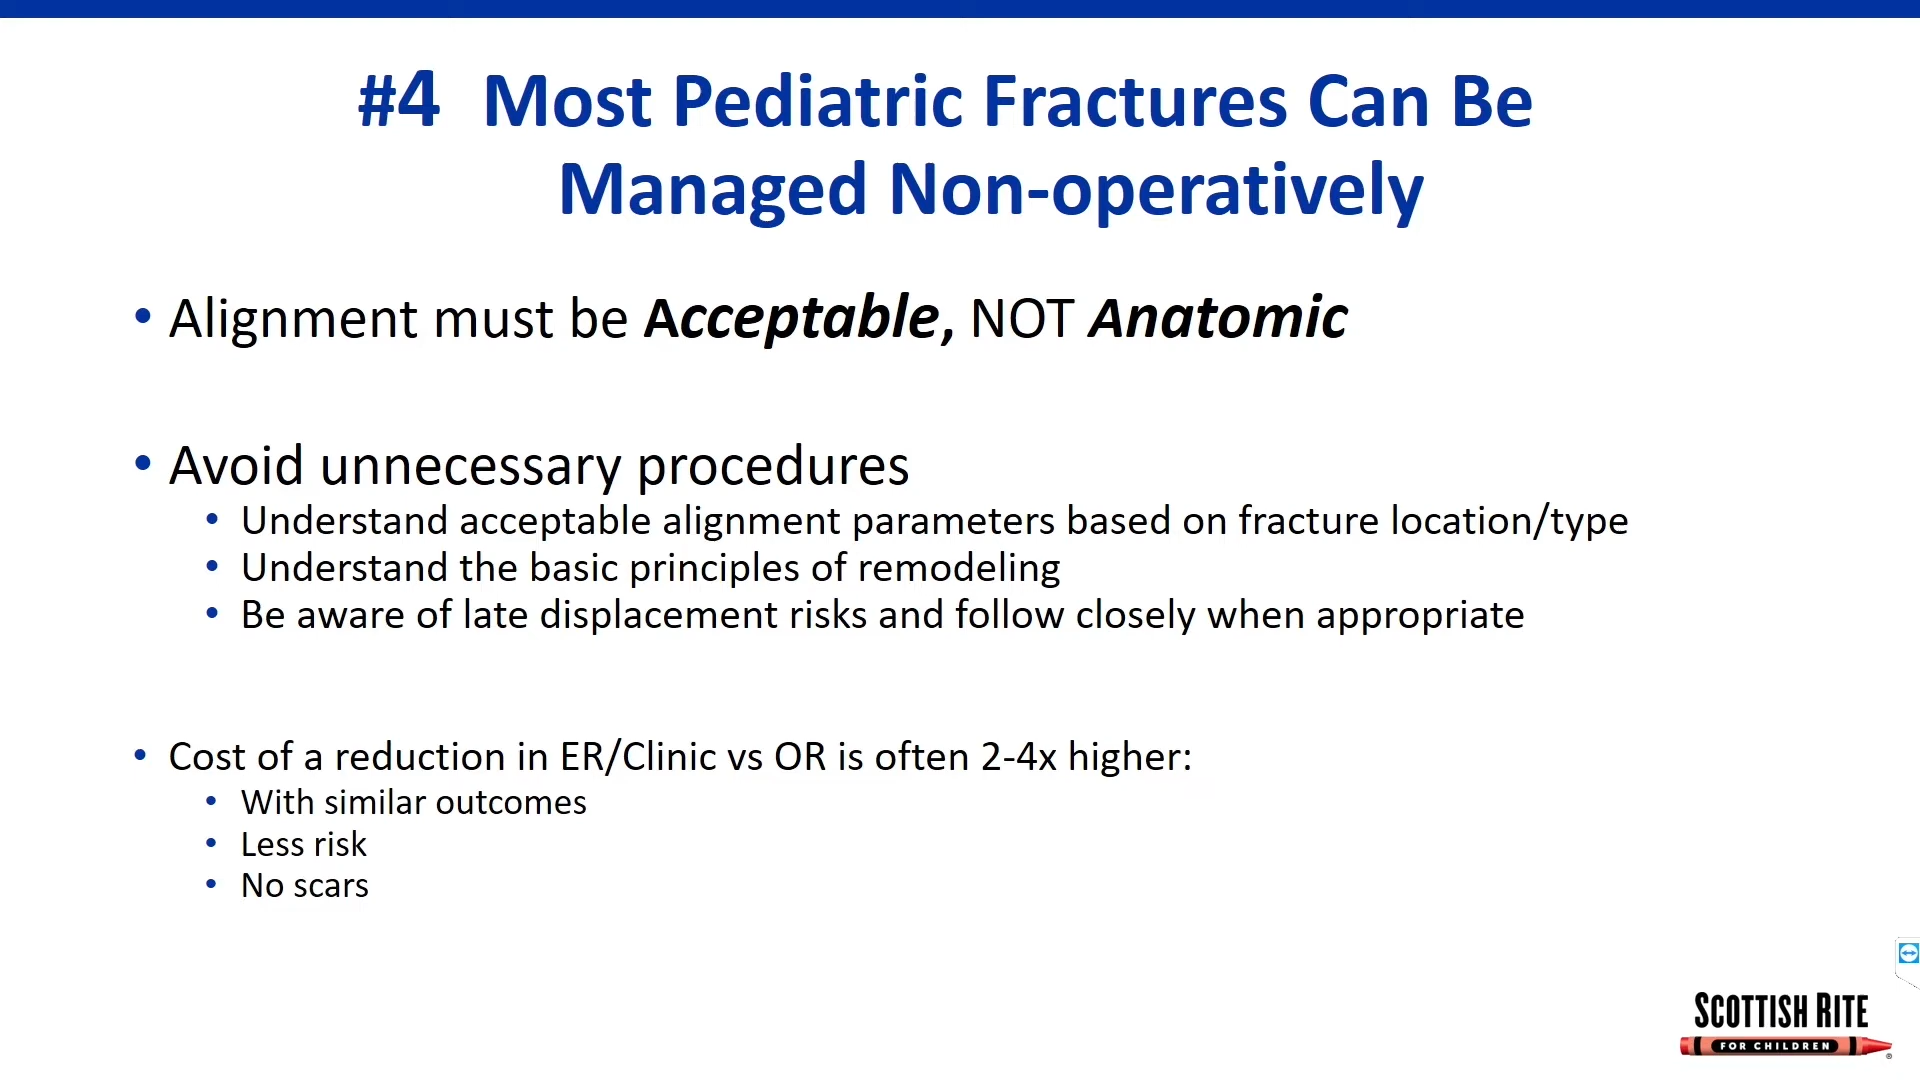 #4 Most Pediatric Fractures Can Be
Managed Non-operatively
• Alignment must be Acceptable, NOT Anatomic
• Avoid unnecessary procedures
• Understand acceptable alignment parameters based on fracture location/type
• Understand the basic principles of remodeling
• Be aware of late displacement risks and follow closely when appropriate
• Cost of a reduction in ER/Clinic vs OR is often 2-4x higher:
• With similar outcomes
• Less risk
• No scars
SCOTTISH RITE
FOR CHILDREN
®